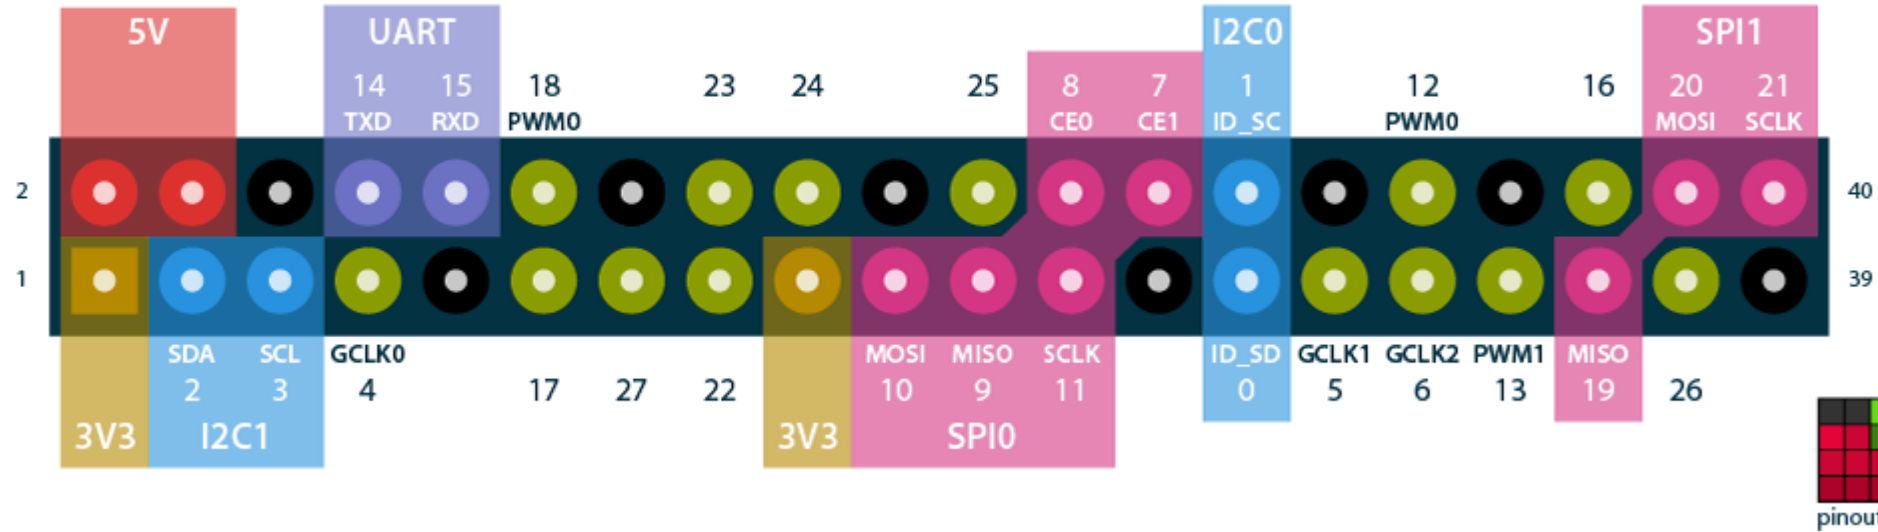 5V UART I2C0 SPI1
14 15 18 23 24 25 8 7 1 12 16 20 21
TXD RXD PWM0 CE0 CE1 ID_SC PWM0 MOSI SCLK
2 40
1 39
SDA SCL GCLK0 MOSI MISO SCLK ID_SD GCLK1 GCLK2 PWM1 MISO
2 3 4 17 27 22 10 9 11 0 5 6 13 19 26
3V3 I2C1 3V3 SPI0
pinout